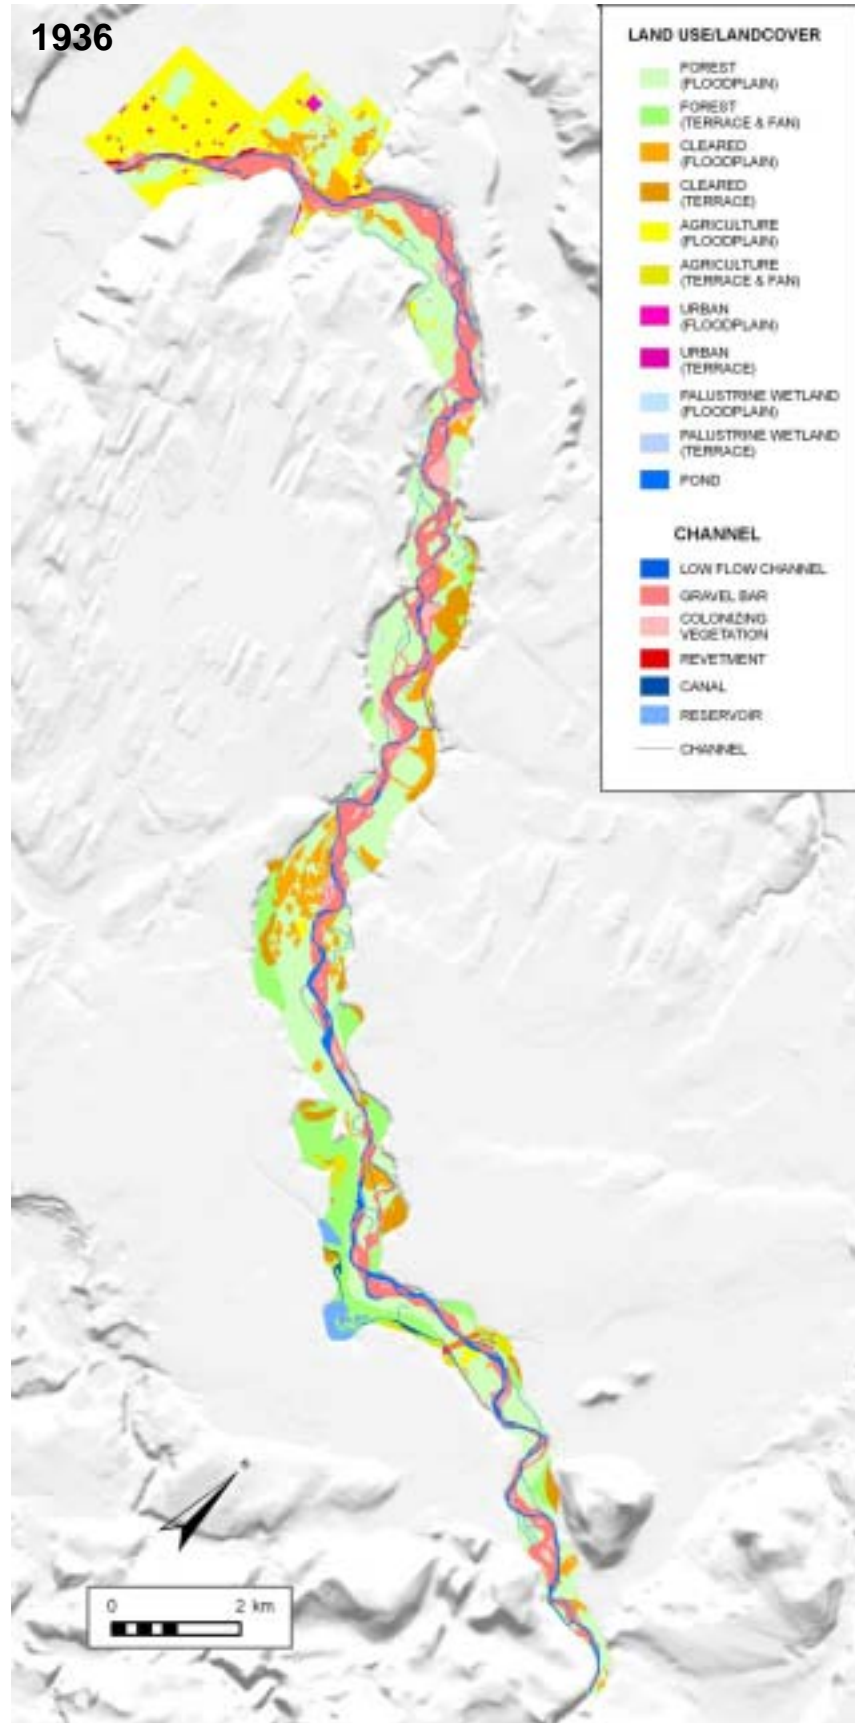 1936
LAND USE/LANDCOVER
FOREST
(FLOODPLAIN)
FOREST
(TERRACE & FAN)
CLEARED
(FLOODPLAIN)
CLEARED
(TERRACE)
AGRICULTURE
(FLOODPLAIN)
AGRICULTURE
(TERRACE & FAN)
URBAN
(FLOODPLAIN)
URBAN
(TERRACE)
PALUSTRINE WETLAND
(FLOODPLAIN)
PALUSTRINE WETLAND
(TERRACE)
POND
CHANNEL
LOW FLOW CHANNEL
GRAVEL BAR
COLONIZING
VEGETATION
REVETMENT
CANAL
RESERVOIR
CHANNEL
0 2 km